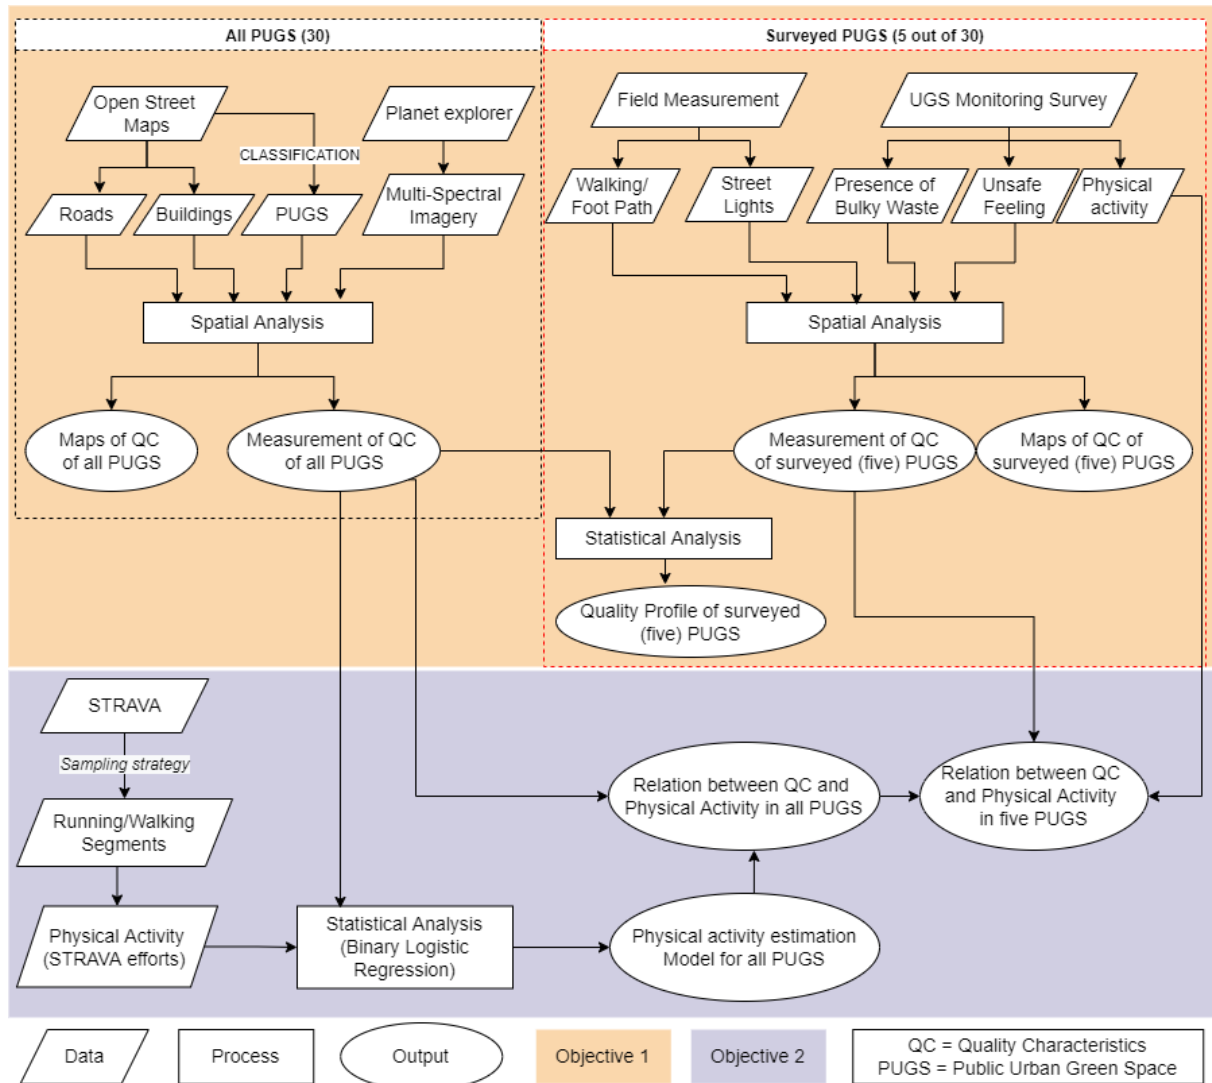 All PUGS (30)
Surveyed PUGS (5 out of 30)
Open Street
Maps
Planet explorer
CLASSIFICATION
Roads
Buildings
PUGS
Multi-Spectral
Imagery
Spatial Analysis
Maps of QC
of all PUGS
Measurement of QC
of all PUGS
Field Measurement
UGS Monitoring Survey
Walking/
Foot Path
Street
Lights
Presence of
Bulky Waste
Unsafe
Feeling
Physical
activity
Spatial Analysis
Measurement of QC
of surveyed (five) PUGS
Maps of QC of
surveyed (five) PUGS
Statistical Analysis
Quality Profile of surveyed
(five) PUGS
STRAVA
Sampling strategy
Running/Walking
Segments
Physical Activity
(STRAVA efforts)
Statistical Analysis
(Binary Logistic
Regression)
Physical activity estimation
Model for all PUGS
Relation between QC and
Physical Activity in all PUGS
Relation between QC
and Physical Activity
in five PUGS
Data
Process
Output
Objective 1
Objective 2
QC = Quality Characteristics
PUGS = Public Urban Green Space